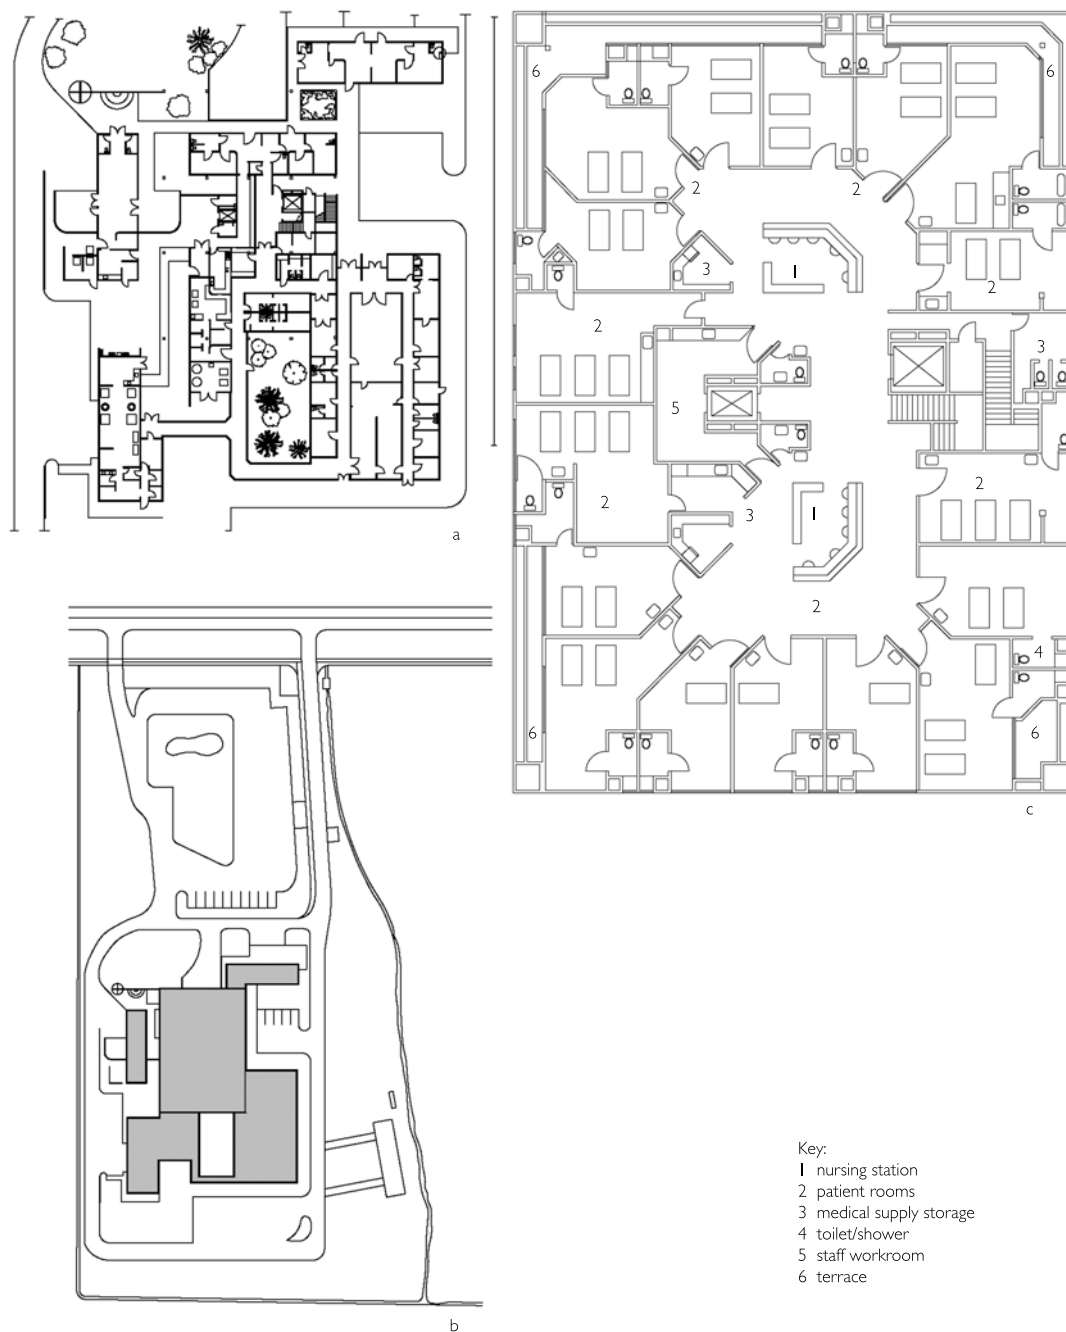 6
6
2
2
3
1
2
2
3
5
2
3
1
2
2
4
6
6
a
c
Key:
1 nursing station
2 patient rooms
3 medical supply storage
4 toilet/shower
5 staff workroom
6 terrace
b